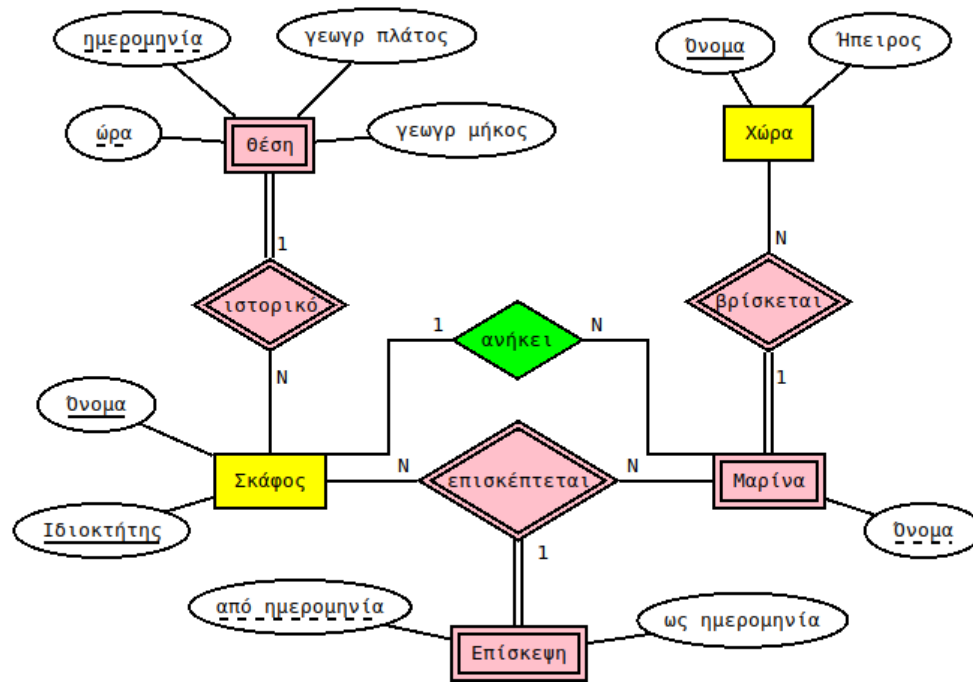 ημερομηνία
γεωγρ πλάτος
Όνομα
Ήπειρος
ώρα
Θέση
γεωγρ μήκος
Χώρα
1
N
ιστορικό
βρίσκεται
1
ανήκει
N
N
1
Όνομα
Σκάφος
N
επισκέπτεται
N
Μαρίνα
Ιδιοκτήτης
Όνομα
1
από ημερομηνία
ως ημερομηνία
Επίσκεψη